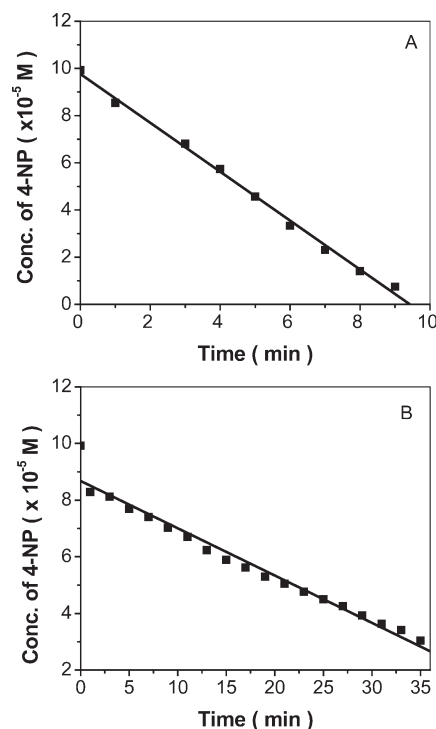 A
Conc. of 4-NP ( x10⁻⁵ M )
12
10
8
6
4
2
0
0 2 4 6 8 10
Time ( min )
B
Conc. of 4-NP ( x 10⁻⁵ M )
12
10
8
6
4
2
0 5 10 15 20 25 30 35
Time ( min )